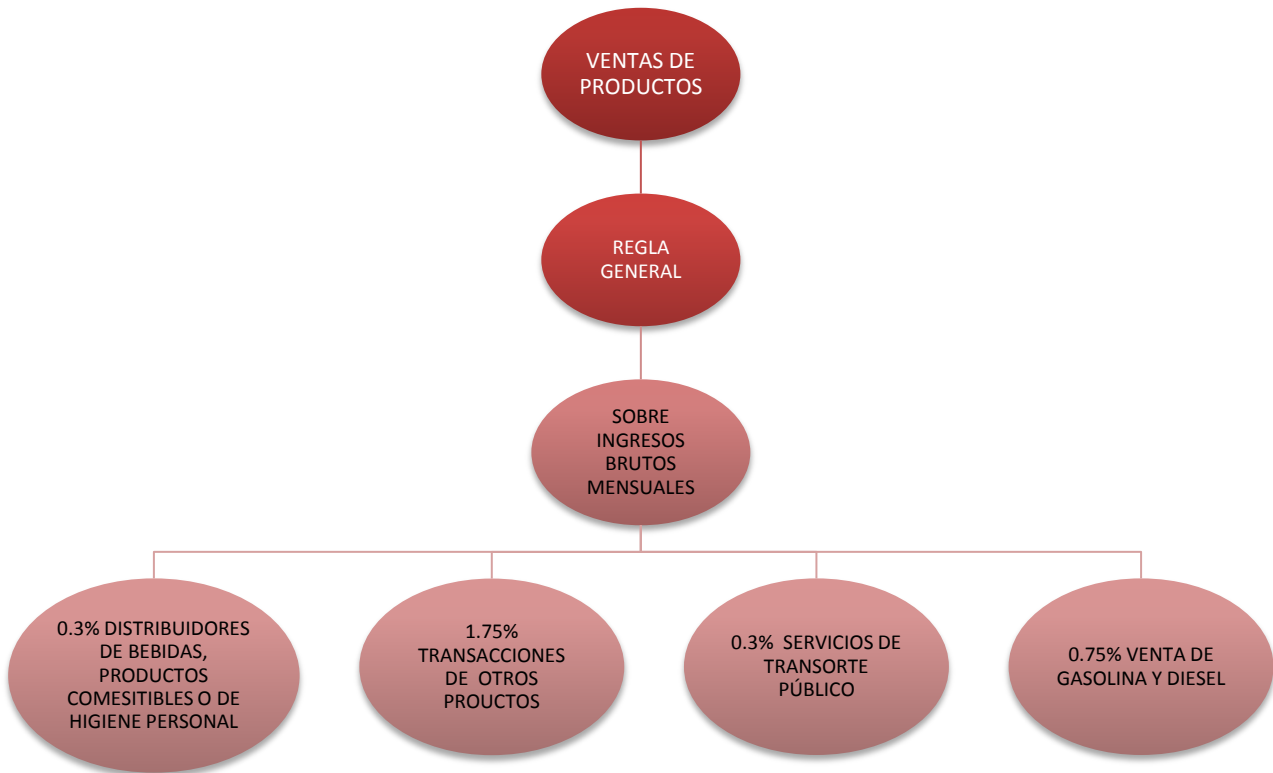 VENTAS DE
PRODUCTOS
REGLA
GENERAL
SOBRE
INGRESOS
BRUTOS
MENSUALES
0.3% DISTRIBUIDORES
DE BEBIDAS,
PRODUCTOS
COMESITIBLES O DE
HIGIENE PERSONAL
1.75%
TRANSACCIONES
DE OTROS
PROUCTOS
0.3% SERVICIOS DE
TRANSORTE
PÚBLICO
0.75% VENTA DE
GASOLINA Y DIESEL